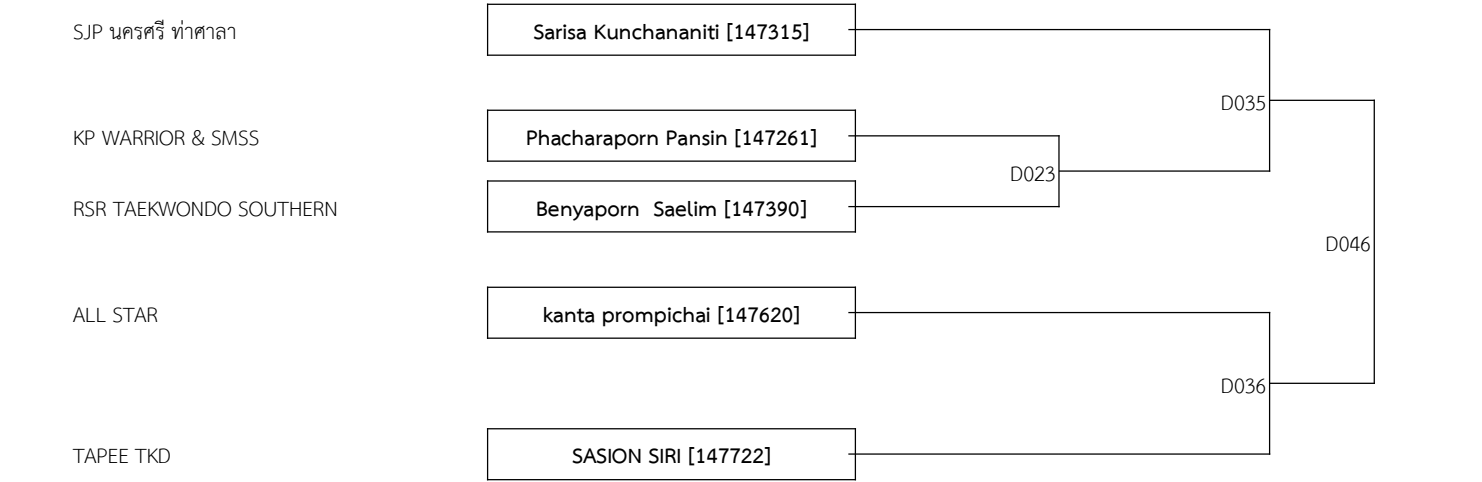 SJP นครศรี ท่าศาลา
Sarisa Kunchananiti [147315]
D035
KP WARRIOR & SMSS
Phacharaporn Pansin [147261]
D023
RSR TAEKWONDO SOUTHERN
Benyaporn  Saelim [147390]
D046
ALL STAR
kanta prompichai [147620]
D036
TAPEE TKD
SASION SIRI [147722]